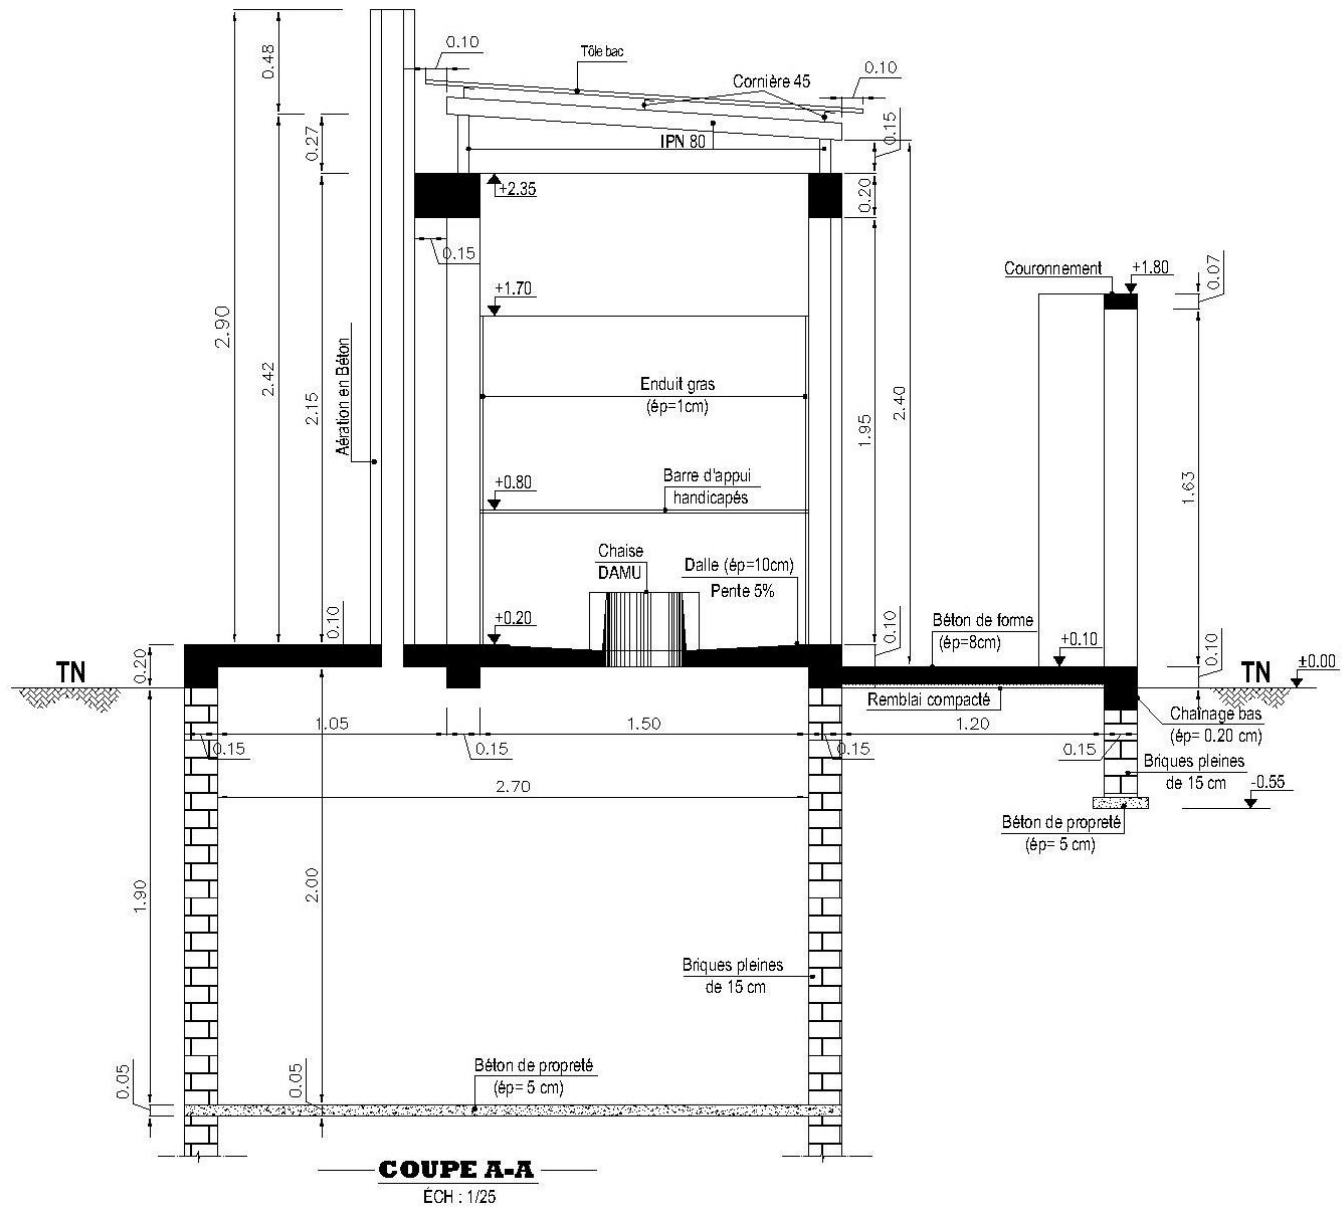 0.10
Tôle bac
0.48
Cornière 45
0.10
0.27
IPN 80
0.15
+2.35
0.20
0.15
Couronnement
+1.80
0.07
+1.70
2.90
2.42
2.15
Aération en Béton
Enduit gras
(ép=1cm)
2.40
1.95
+0.80
Barre d'appui
handicapés
1.63
Chaise
DAMU
Dalle (ép=10cm)
Pente 5%
0.10
+0.20
0.10
Béton de forme
(ép=8cm)
+0.10
0.10
0.20
TN
TN
±0.00
Remblai compacté
Chainage bas
(ép= 0.20 cm)
1.05
1.50
1.20
0.15
0.15
0.15
0.15
Briques pleines
de 15 cm
-0.55
2.70
Béton de propreté
(ép= 5 cm)
1.90
2.00
Briques pleines
de 15 cm
0.05
0.05
Béton de propreté
(ép= 5 cm)
COUPE A-A
ÉCH : 1/25